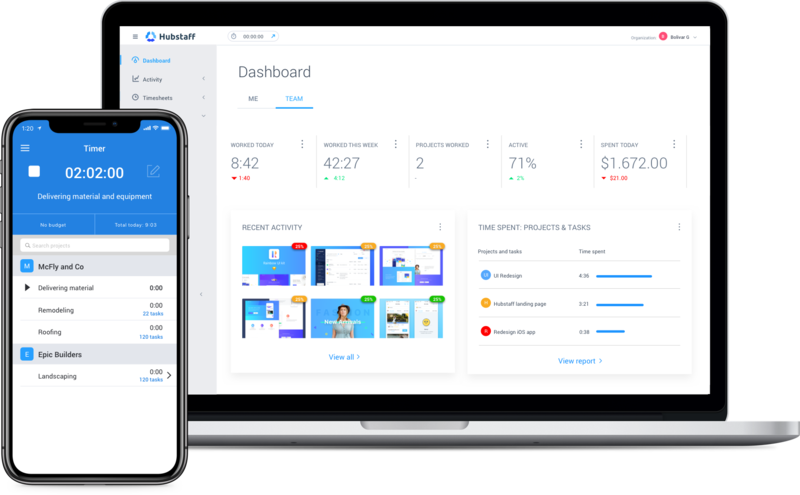 Hubstaff
00:00:00
Organization
Bolivar G
Dashboard
Activity
Timesheets
Dashboard
ME
TEAM
WORKED TODAY
8:42
1:40
WORKED THIS WEEK
42:27
4:12
PROJECTS WORKED
2
-
ACTIVE
71%
2%
SPENT TODAY
$1.672.00
$21.00
RECENT ACTIVITY
25%
25%
25%
25%
25%
25%
FASHION
New Arrivals
View all
TIME SPENT: PROJECTS & TASKS
Projects and tasks Time spent
UI UI Redesign 4:36
H Hubstaff landing page 3:21
R Redesign iOS app 0:38
View report
1:20
Timer
02:02:00
Delivering material and equipment
No budget
Total today: 9:03
Search projects
M McFly and Co
Delivering material 0:00
Remodeling 0:00
22 tasks
Roofing 0:00
120 tasks
E Epic Builders
Landscaping 0:00
120 tasks